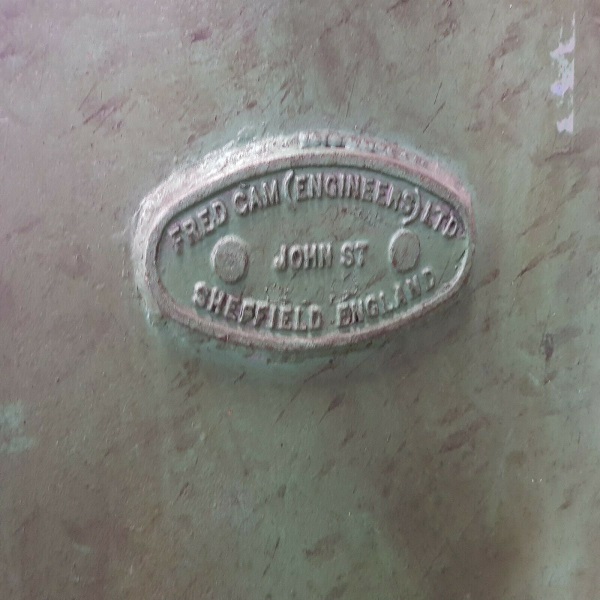 FRED CAM (ENGINEERS) LTD
JOHN ST
SHEFFIELD ENGLAND